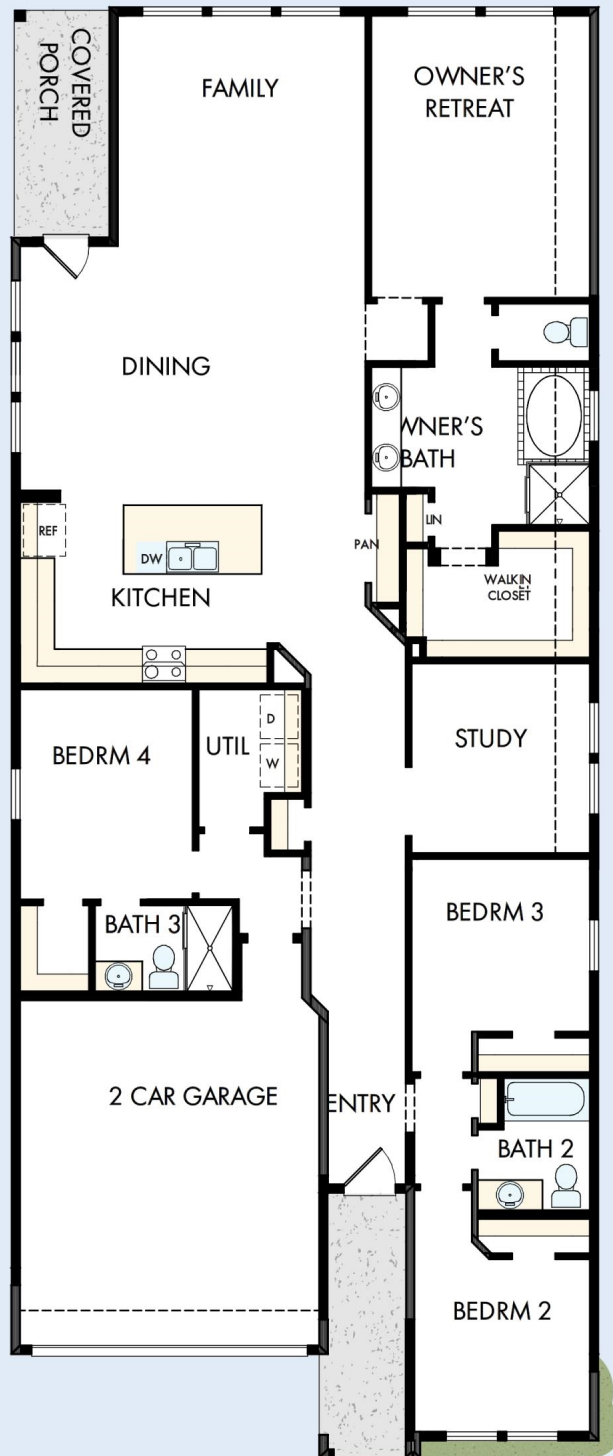 COVERED
PORCH
FAMILY
OWNER'S
RETREAT
DINING
WNER'S
BATH
REF
DW
PAN
LIN
KITCHEN
WALKIN
CLOSET
BEDRM 4
UTIL
D
W
STUDY
BATH 3
BEDRM 3
2 CAR GARAGE
ENTRY
BATH 2
BEDRM 2